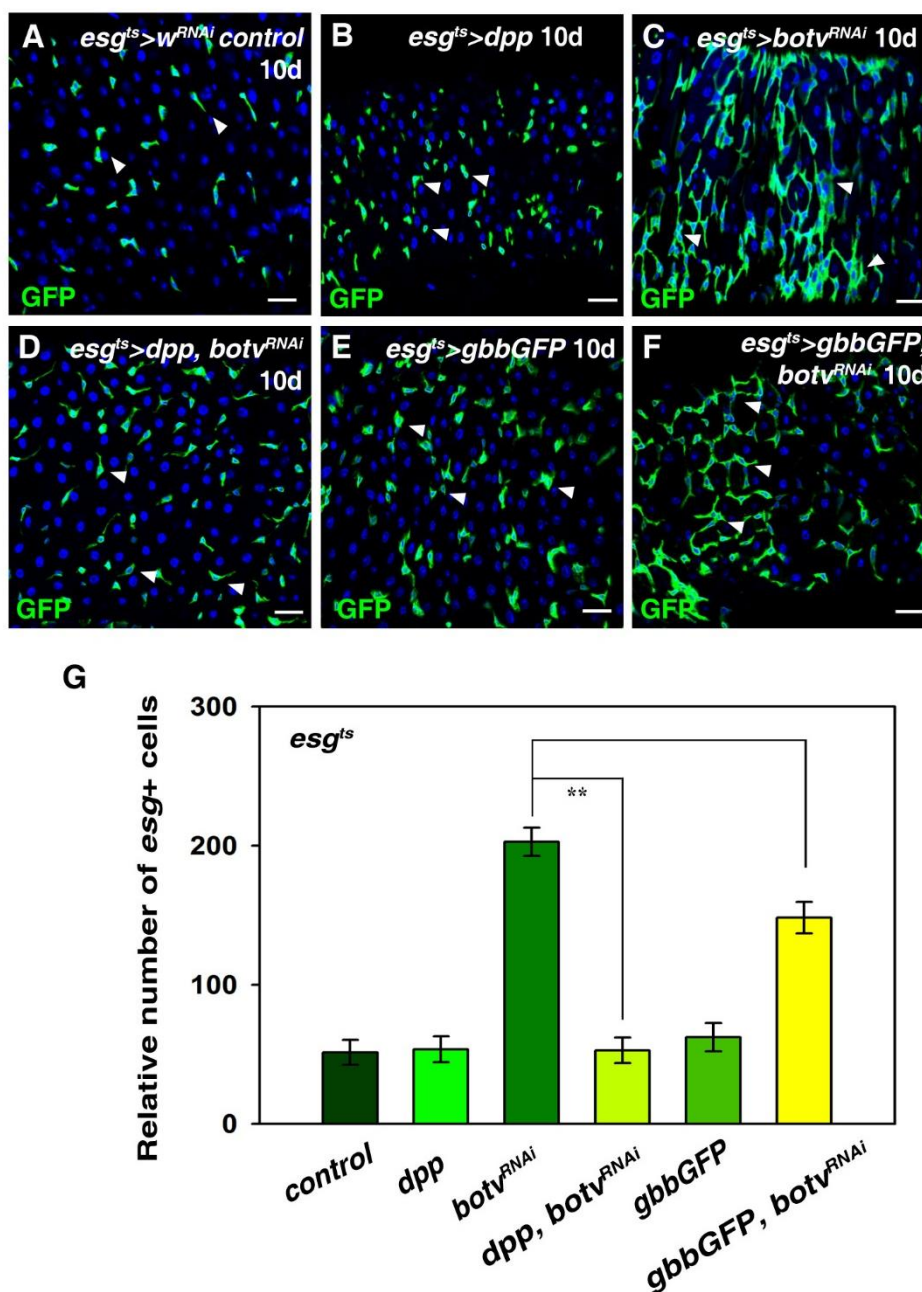 A esgts>wRNAi control
10d
GFP
B esgts>dpp 10d
C esgts>botvRNAi 10d
GFP
D esgts>dpp, botvRNAi
10d
GFP
E esgts>gbbGFP 10d
F esgts>gbbGFP,
botvRNAi 10d
GFP
G
Relative number of esg+ cells
300
200
100
0
esgts
**
control
dpp
botvRNAi
dpp, botvRNAi
gbbGFP
gbbGFP, botvRNAi